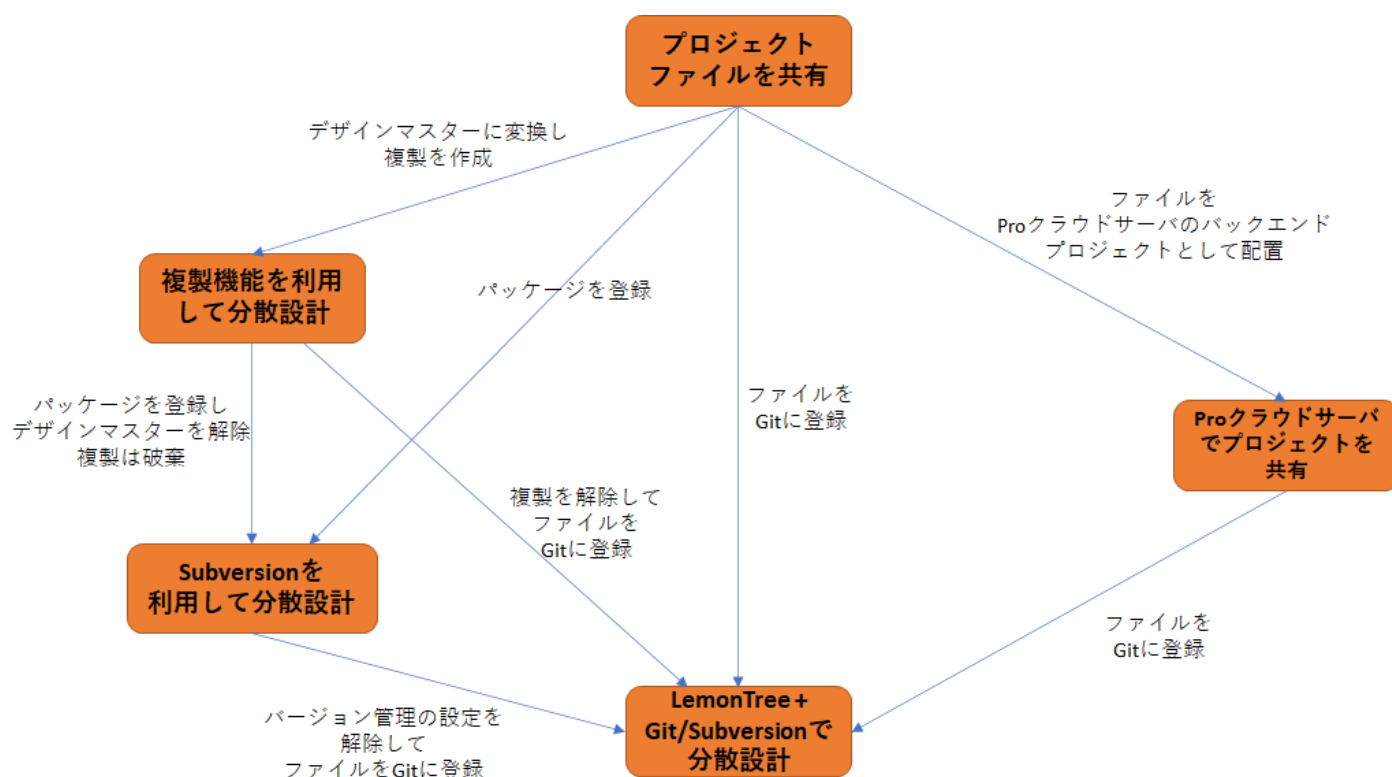 プロジェクト
ファイルを共有
デザインマスターに変換し
複製を作成
ファイルを
Proクラウドサーバのバックエンド
プロジェクトとして配置
複製機能を利用
して分散設計
パッケージを登録
パッケージを登録し
デザインマスターを解除
複製は破棄
ファイルを
Gitに登録
Proクラウドサーバ
でプロジェクトを
共有
複製を解除して
ファイルを
Gitに登録
Subversionを
利用して分散設計
ファイルを
Gitに登録
バージョン管理の設定を
解除して
ファイルをGitに登録
LemonTree +
Git/Subversionで
分散設計